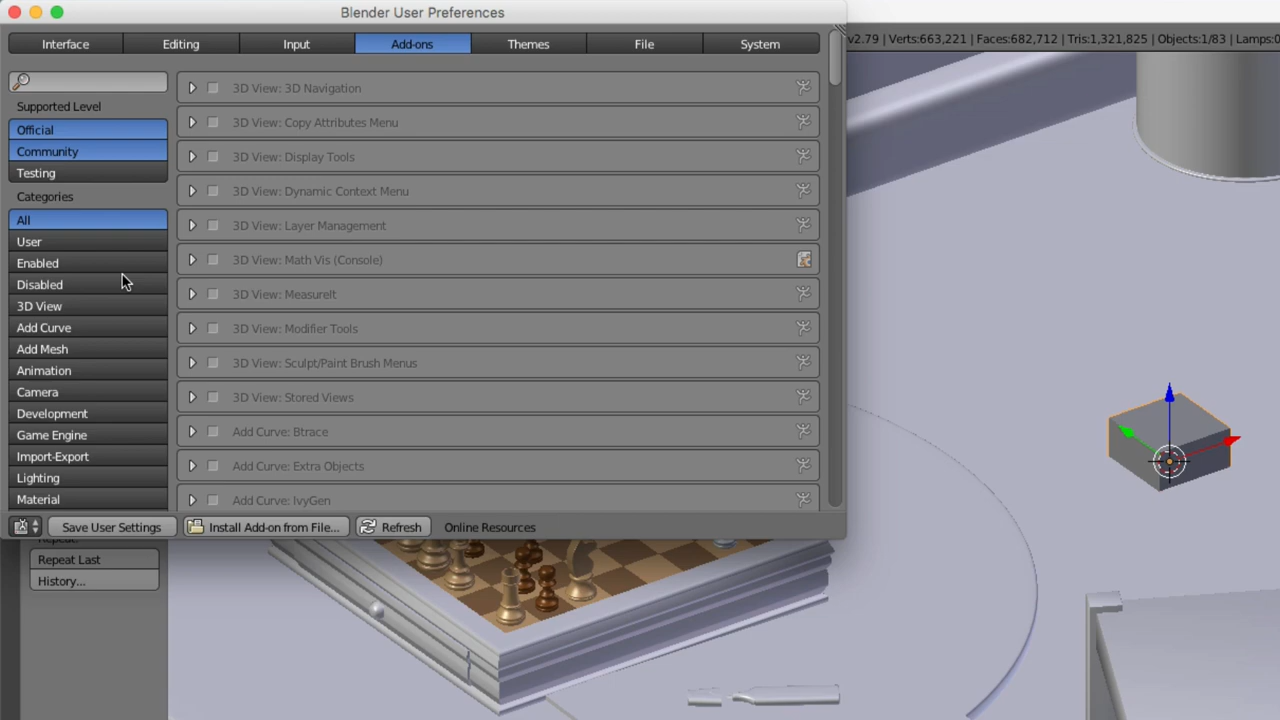 Blender User Preferences
Interface Editing Input Add-ons Themes File System
v2.79 | Verts:663,221 | Faces:682,712 | Tris:1,321,825 | Objects:1/83 | Lamps:0
Supported Level
Official
Community
Testing
Categories
All
User
Enabled
Disabled
3D View
Add Curve
Add Mesh
Animation
Camera
Development
Game Engine
Import-Export
Lighting
Material
3D View: 3D Navigation
3D View: Copy Attributes Menu
3D View: Display Tools
3D View: Dynamic Context Menu
3D View: Layer Management
3D View: Math Vis (Console)
3D View: MeasureIt
3D View: Modifier Tools
3D View: Sculpt/Paint Brush Menus
3D View: Stored Views
Add Curve: Btrace
Add Curve: Extra Objects
Add Curve: IvyGen
Save User Settings Install Add-on from File... Refresh Online Resources
Repeat:
Repeat Last
History...